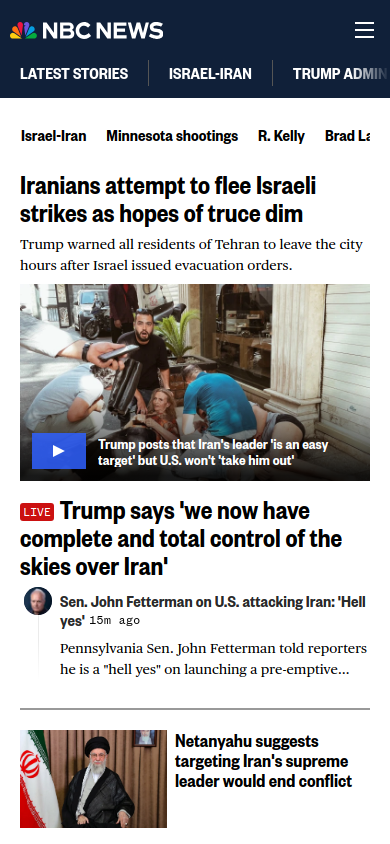 NBC NEWS
LATEST STORIES
ISRAEL-IRAN
TRUMP ADMIN
Israel-Iran
Minnesota shootings
R. Kelly
Brad La
Iranians attempt to flee Israeli
strikes as hopes of truce dim
Trump warned all residents of Tehran to leave the city
hours after Israel issued evacuation orders.
Trump posts that Iran's leader 'is an easy
target' but U.S. won't 'take him out'
LIVE Trump says 'we now have
complete and total control of the
skies over Iran'
Sen. John Fetterman on U.S. attacking Iran: 'Hell
yes' 15m ago
Pennsylvania Sen. John Fetterman told reporters
he is a "hell yes" on launching a pre-emptive...
Netanyahu suggests
targeting Iran's supreme
leader would end conflict